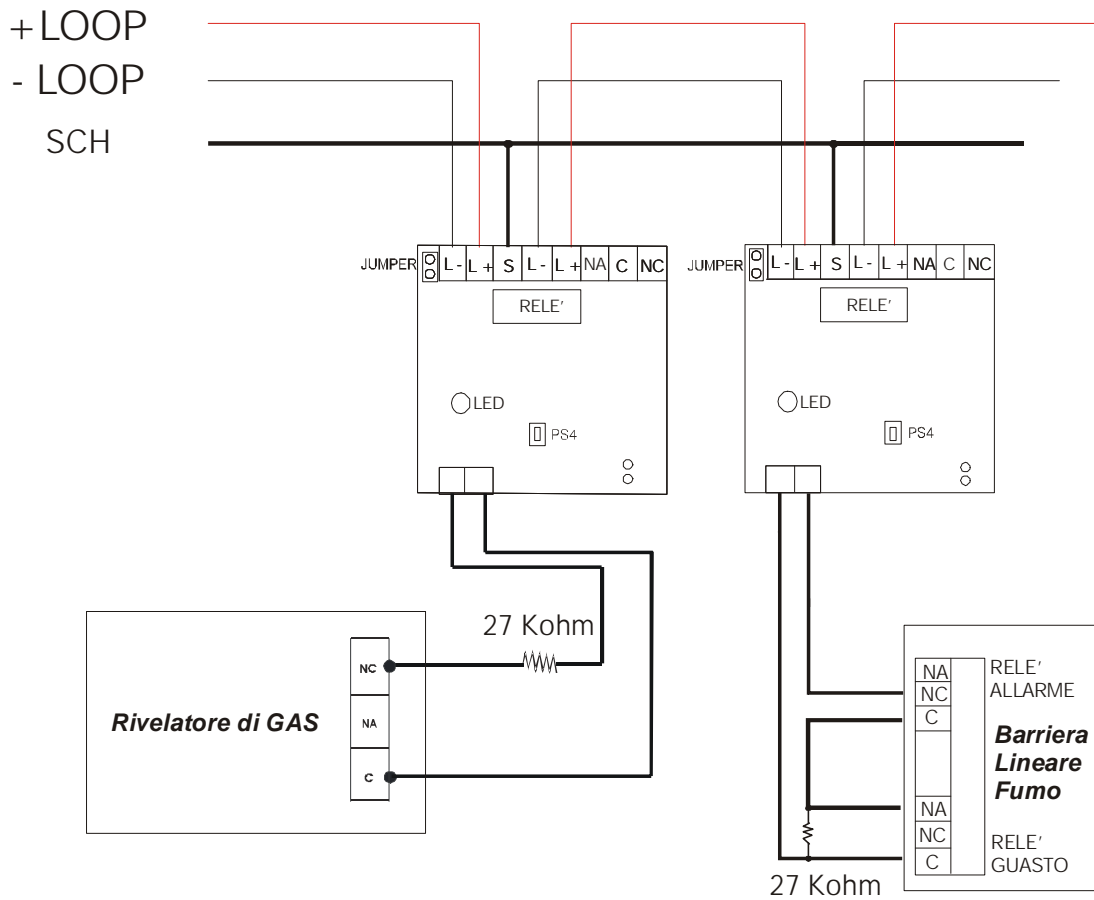 +LOOP
- LOOP
SCH
JUMPER L - L + S L - L + NA C NC
RELE'
LED
PS4
JUMPER L - L + S L - L + NA C NC
RELE'
LED
PS4
27 Kohm
Rivelatore di GAS
NC
NA
C
NA
NC
C
RELE'
ALLARME
Barriera
Lineare
Fumo
NA
NC
C
RELE'
GUASTO
27 Kohm